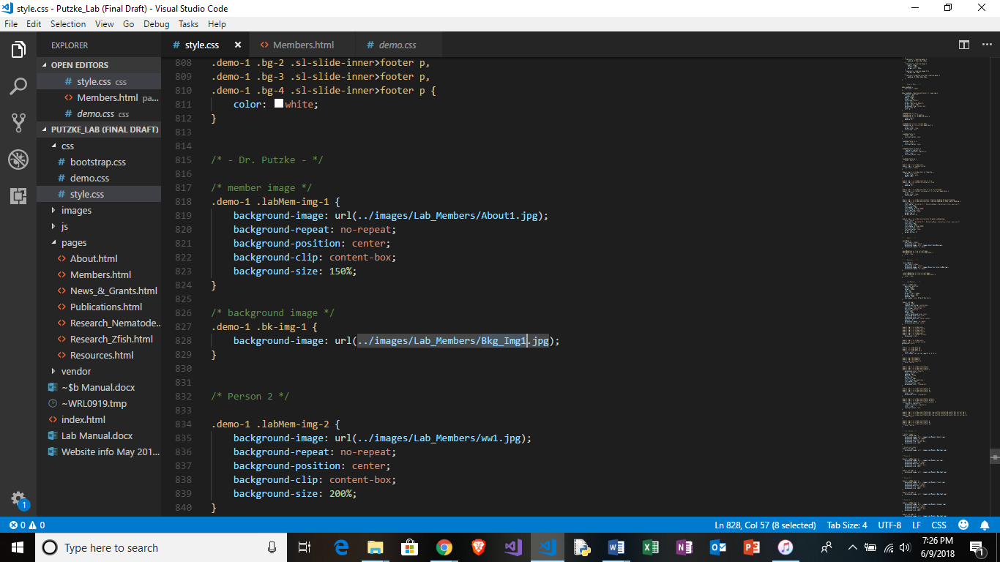 style.css - Putzke_Lab (Final Draft) - Visual Studio Code
File Edit Selection View Go Debug Tasks Help
EXPLORER
OPEN EDITORS
# style.css css
<> Members.html pa...
# demo.css css
PUTZKE_LAB (FINAL DRAFT)
css
# bootstrap.css
# demo.css
# style.css
images
js
pages
<> About.html
<> Members.html
<> News_&_Grants.html
<> Publications.html
<> Research_Nematode...
<> Research_Zfish.html
<> Resources.html
vendor
~$b Manual.docx
~WRL0919.tmp
<> index.html
Lab Manual.docx
Website info May 201...
1
# style.css × <> Members.html # demo.css
808 .demo-1 .bg-2 .sl-slide-inner>footer p,
809 .demo-1 .bg-3 .sl-slide-inner>footer p,
810 .demo-1 .bg-4 .sl-slide-inner>footer p {
811 color: white;
812 }
813
814
815 /* - Dr. Putzke - */
816
817 /* member image */
818 .demo-1 .labMem-img-1 {
819 background-image: url(../images/Lab_Members/About1.jpg);
820 background-repeat: no-repeat;
821 background-position: center;
822 background-clip: content-box;
823 background-size: 150%;
824 }
825
826 /* background image */
827 .demo-1 .bk-img-1 {
828 background-image: url(../images/Lab_Members/Bkg_Img1.jpg);
829 }
830
831
832 /* Person 2 */
833
834 .demo-1 .labMem-img-2 {
835 background-image: url(../images/Lab_Members/ww1.jpg);
836 background-repeat: no-repeat;
837 background-position: center;
838 background-clip: content-box;
839 background-size: 200%;
840 }
0 0 Ln 828, Col 57 (8 selected) Tab Size: 4 UTF-8 LF CSS
Type here to search
7:26 PM
6/9/2018
1